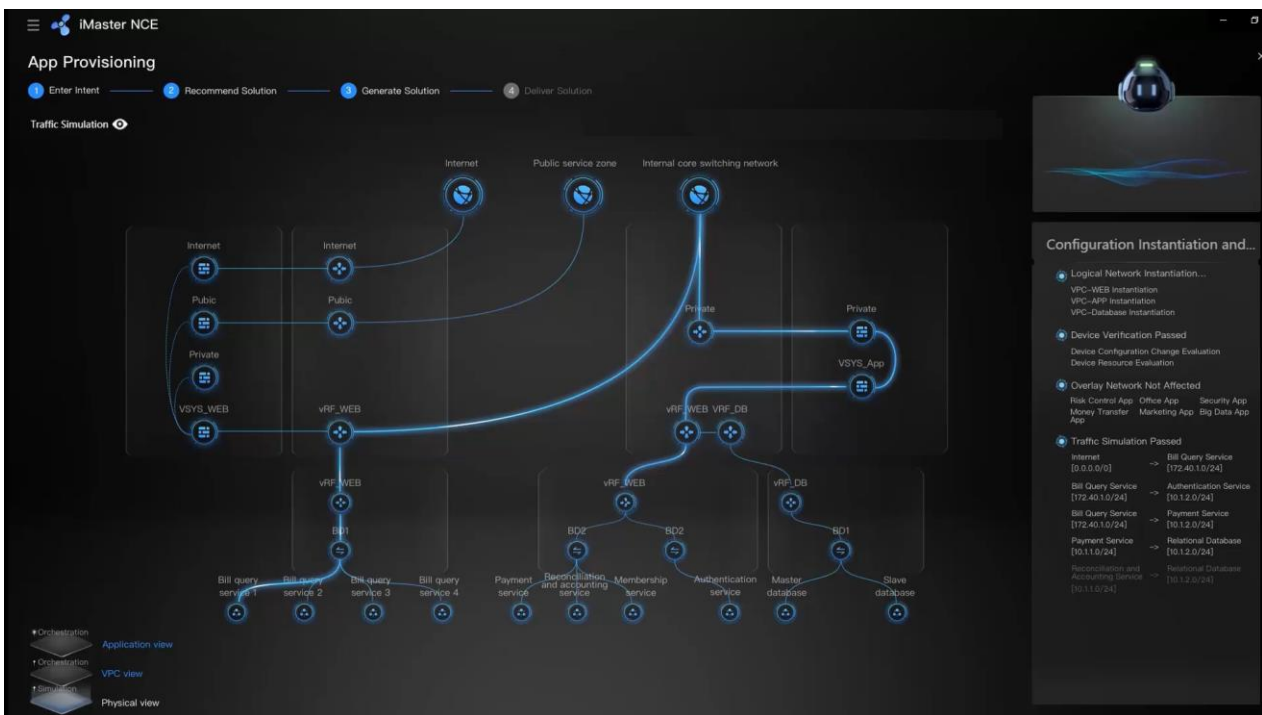 iMaster NCE
App Provisioning
1 Enter Intent 2 Recommend Solution 3 Generate Solution 4 Deliver Solution
Traffic Simulation
Internet Public service zone Internal core switching network
Internet Internet
Pubic Pubic Private Private
Private VSYS_App
VSYS_WEB vRF_WEB vRF_WEB VRF_DB
vRF_WEB vRF_WEB vRF_DB
BD1 BD2 BD2 BD1
Bill query service 1
Bill query service 2
Bill query service 3
Bill query service 4
Payment service
Reconciliation and accounting service
Membership service
Authentication service
Master database
Slave database
Orchestration
Application view
Orchestration
VPC view
Simulation
Physical view
Configuration Instantiation and...
Logical Network Instantiation...
VPC-WEB Instantiation
VPC-APP Instantiation
VPC-Database Instantiation
Device Verification Passed
Device Configuration Change Evaluation
Device Resource Evaluation
Overlay Network Not Affected
Risk Control App Office App Security App
Money Transfer App Marketing App Big Data App
Traffic Simulation Passed
Internet -> Bill Query Service
[0.0.0.0/0] [172.40.1.0/24]
Bill Query Service -> Authentication Service
[172.40.1.0/24] [10.1.2.0/24]
Bill Query Service -> Payment Service
[172.40.1.0/24] [10.1.2.0/24]
Payment Service -> Relational Database
[10.1.1.0/24] [10.1.2.0/24]
Reconciliation and Accounting Service -> Relational Database
[10.1.1.0/24] [10.1.2.0/24]